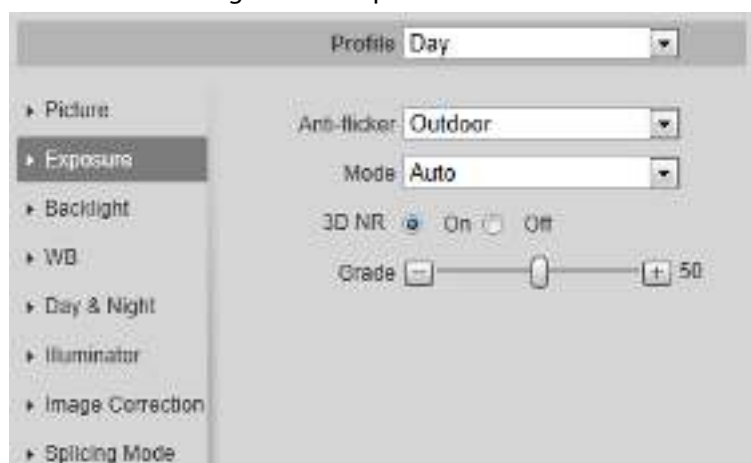 Profile Day
Picture
Anti-flicker Outdoor
Exposure
Mode Auto
Backlight
3D NR On Off
WB
Grade 50
Day & Night
Illuminator
Image Correction
Splicing Mode